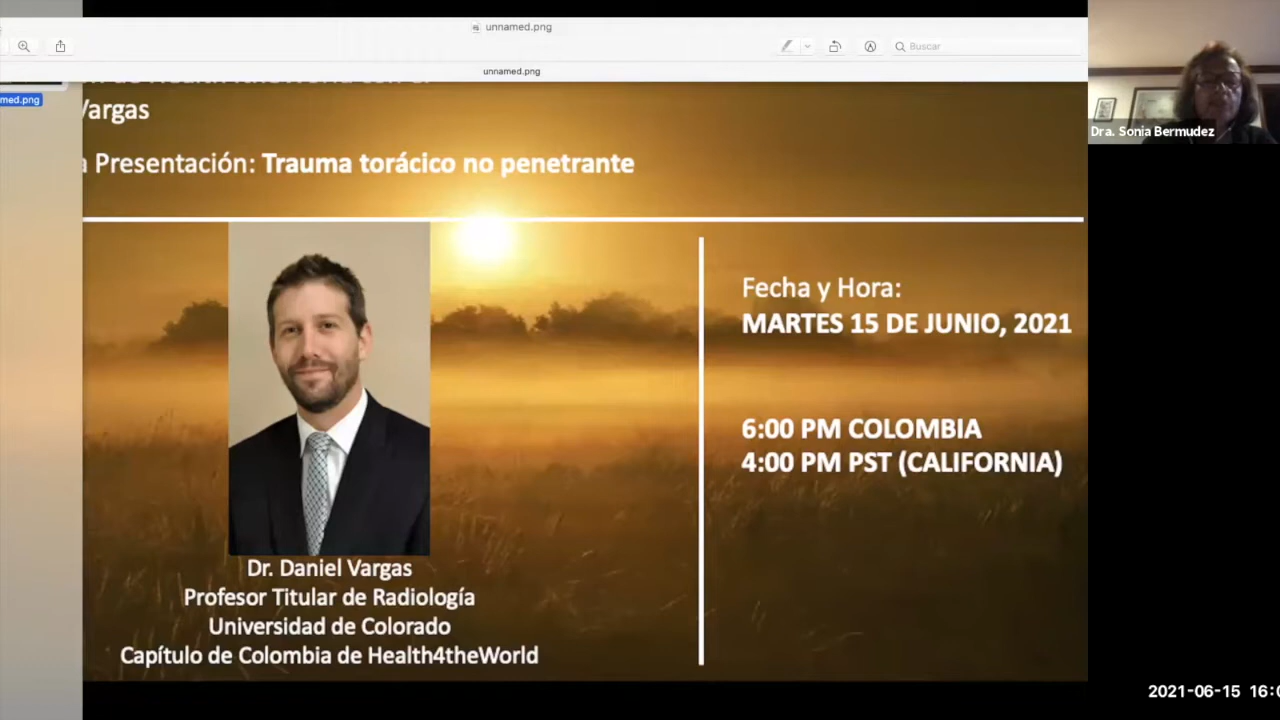 unnamed.png
Buscar
unnamed.png
med.png
Vargas
a Presentación: Trauma torácico no penetrante
Fecha y Hora:
MARTES 15 DE JUNIO, 2021
6:00 PM COLOMBIA
4:00 PM PST (CALIFORNIA)
Dr. Daniel Vargas
Profesor Titular de Radiología
Universidad de Colorado
Capítulo de Colombia de Health4theWorld
Dra. Sonia Bermudez
2021-06-15 16:0